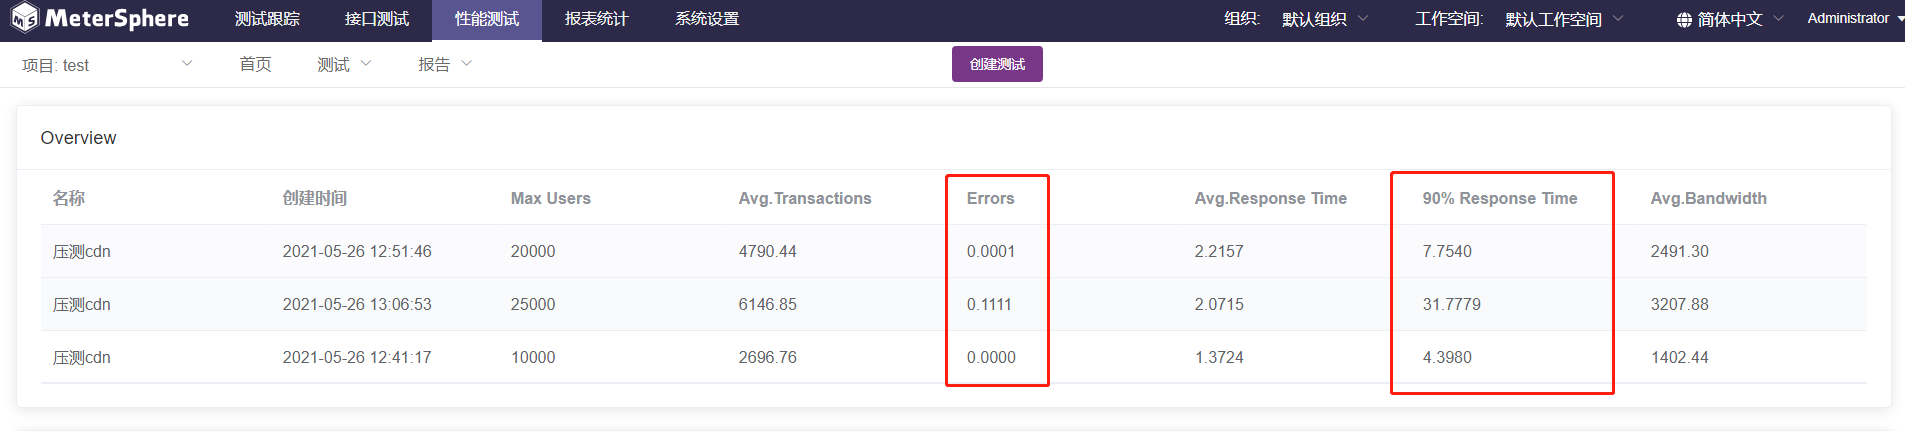 MeterSphere 测试跟踪 接口测试 性能测试 报表统计 系统设置 组织: 默认组织 工作空间: 默认工作空间 简体中文 Administrator
项目: test 首页 测试 报告 创建测试
Overview
名称 创建时间 Max Users Avg.Transactions Errors Avg.Response Time 90% Response Time Avg.Bandwidth
压测cdn 2021-05-26 12:51:46 20000 4790.44 0.0001 2.2157 7.7540 2491.30
压测cdn 2021-05-26 13:06:53 25000 6146.85 0.1111 2.0715 31.7779 3207.88
压测cdn 2021-05-26 12:41:17 10000 2696.76 0.0000 1.3724 4.3980 1402.44